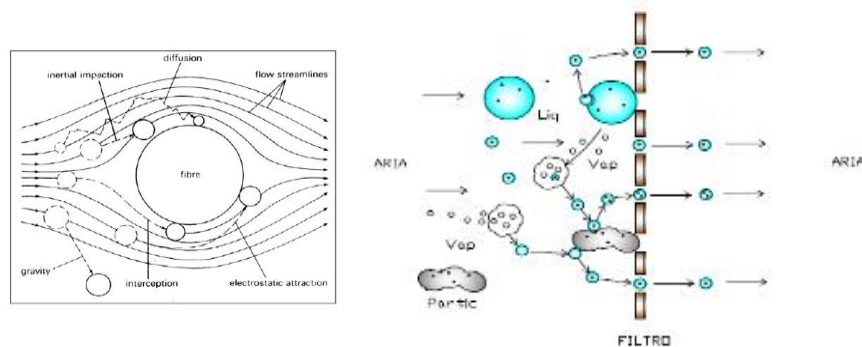 diffusion
inertial impaction
flow streamlines
fibre
gravity
interception
electrostatic attraction
Liq
ARIA
Vap
ARIA
Vap
Partic
FILTRO